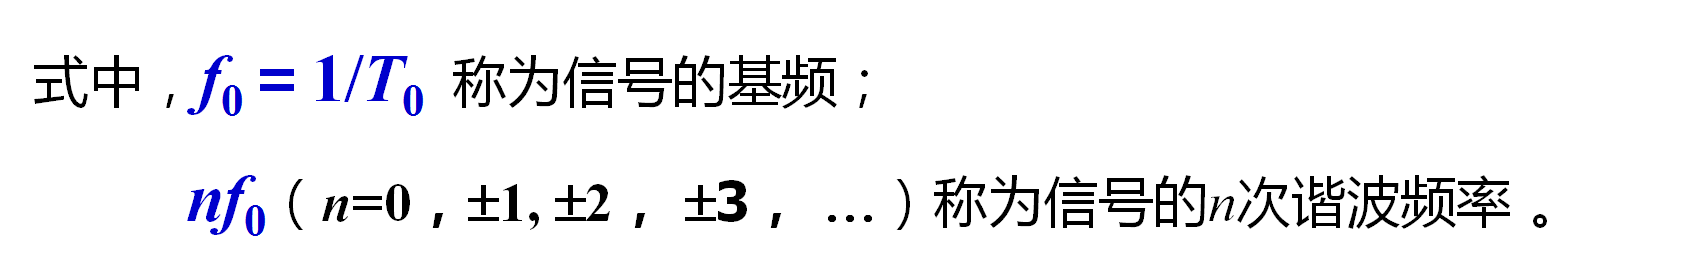 式中，f₀ = 1/T₀ 称为信号的基频；
nf₀（n=0，±1, ±2， ±3， …）称为信号的n次谐波频率 。